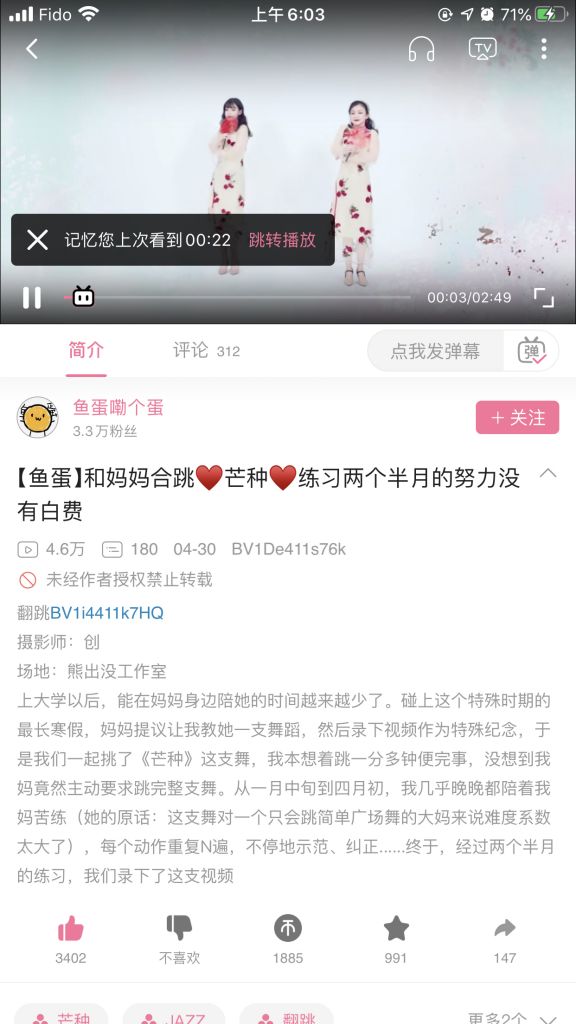 Fido 上午 6:03 71%
TV
记忆您上次看到00:22 跳转播放
00:03/02:49
简介 评论 312 点我发弹幕 弹
鱼蛋嘞个蛋
3.3万粉丝
+ 关注
【鱼蛋】和妈妈合跳♥️芒种♥️练习两个半月的努力没
有白费
4.6万 180 04-30 BV1De411s76k
未经作者授权禁止转载
翻跳BV1i4411k7HQ
摄影师：创
场地：熊出没工作室
上大学以后，能在妈妈身边陪她的时间越来越少了。碰上这个特殊时期的
最长寒假，妈妈提议让我教她一支舞蹈，然后录下视频作为特殊纪念，于
是我们一起挑了《芒种》这支舞，我本想着跳一分多钟便完事，没想到我
妈竟然主动要求跳完整支舞。从一月中旬到四月初，我几乎晚晚都陪着我
妈苦练（她的原话：这支舞对一个只会跳简单广场舞的大妈来说难度系数
太大了），每个动作重复N遍，不停地示范、纠正......终于，经过两个半月
的练习，我们录下了这支视频
3402 不喜欢 1885 991 147
芒种 JAZZ 翻跳 更多2个